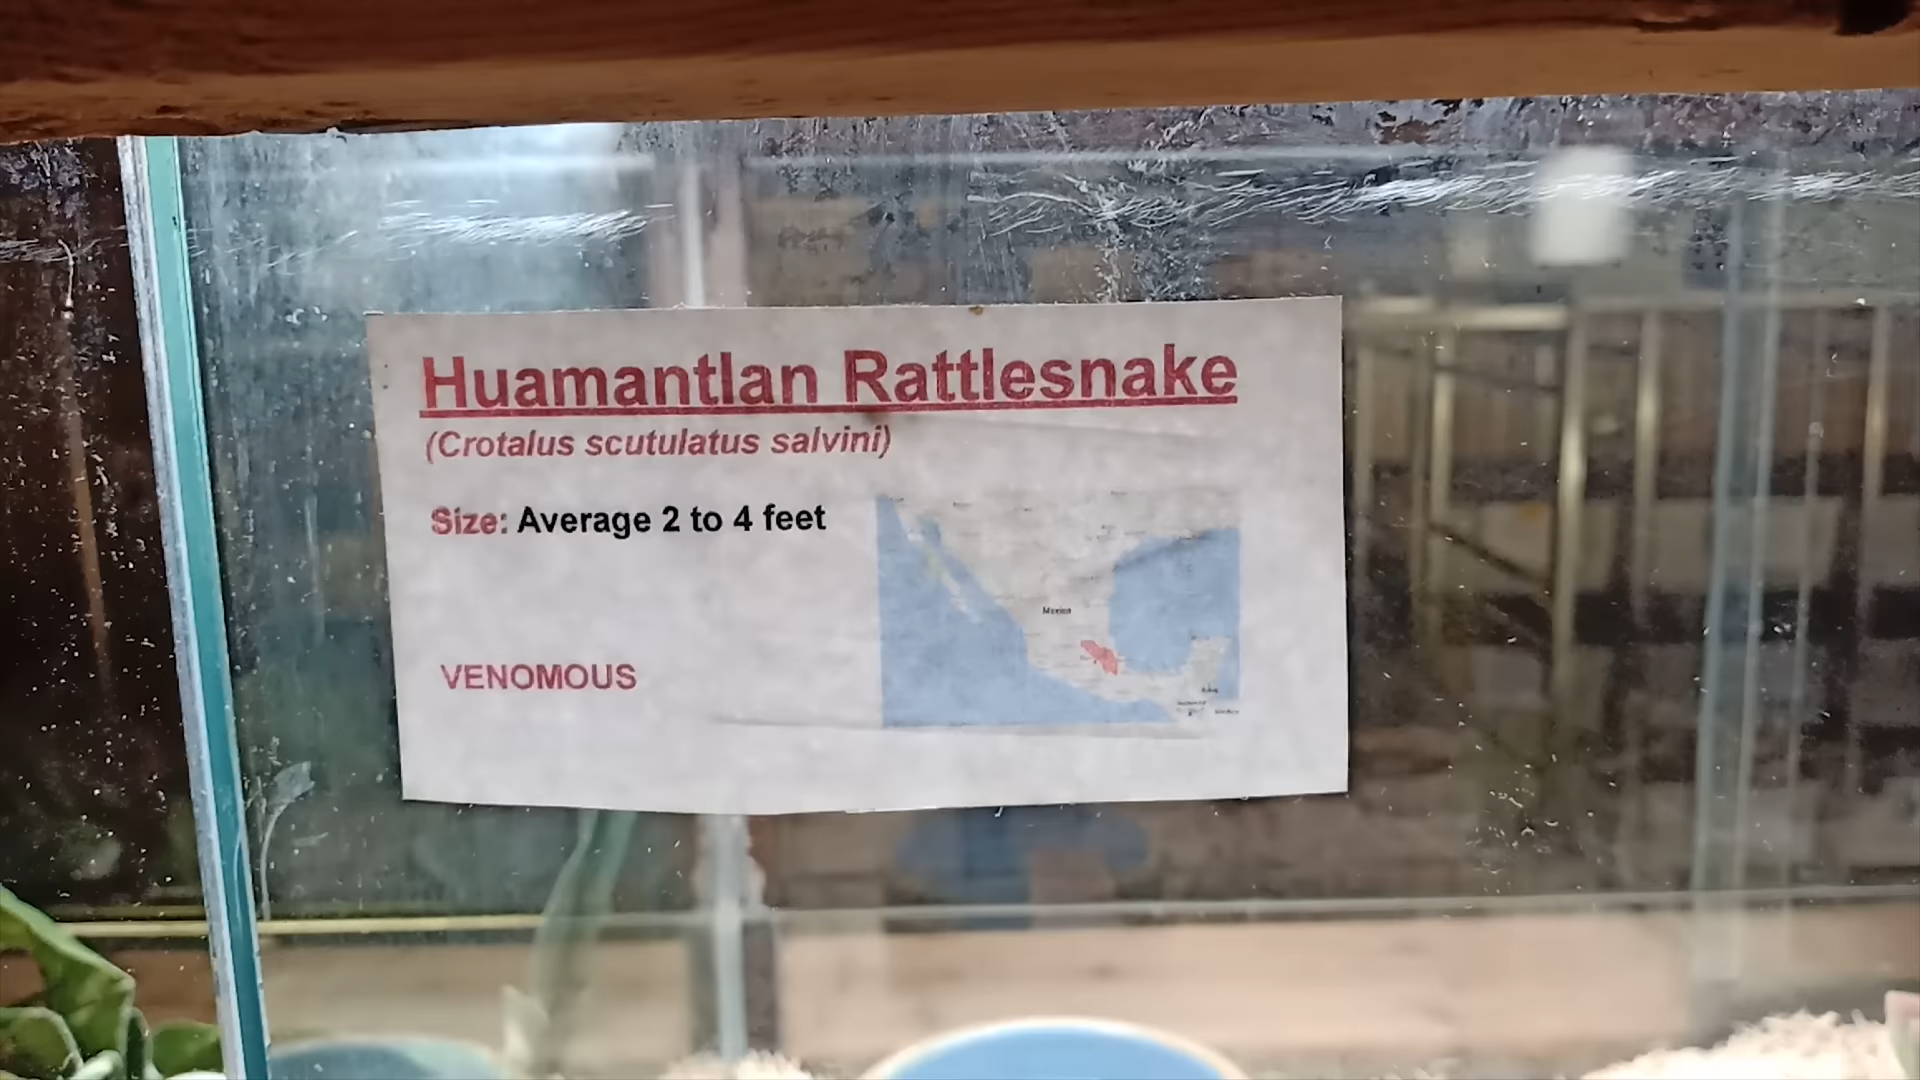 Huamantlan Rattlesnake
(Crotalus scutulatus salvini)
Size: Average 2 to 4 feet
Mexico
VENOMOUS